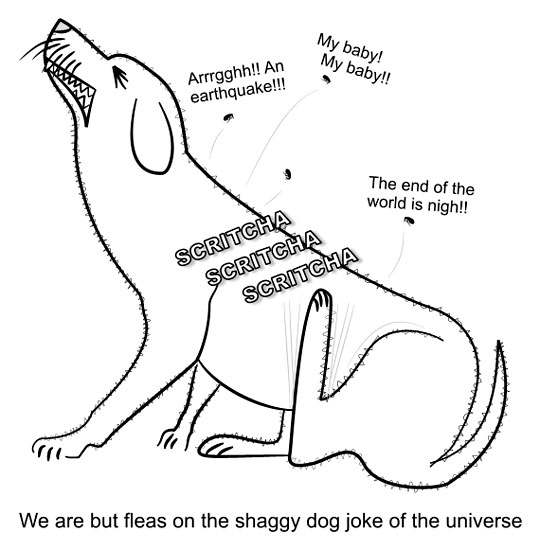 My baby!
My baby!!
Arrrgghh!! An
earthquake!!!
The end of the
world is nigh!!
SCRITCHA
SCRITCHA
SCRITCHA
We are but fleas on the shaggy dog joke of the universe